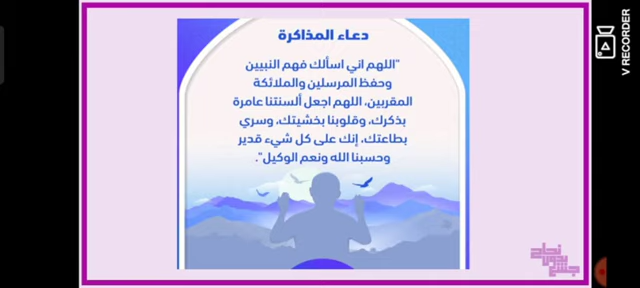 دعاء المذاكرة
"اللهم اني اسألك فهم النبيين
وحفظ المرسلين والملائكة
المقربين، اللهم اجعل ألسنتنا عامرة
بذكرك، وقلوبنا بخشيتك، وسري
بطاعتك، إنك على كل شيء قدير
وحسبنا الله ونعم الوكيل".
V RECORDER